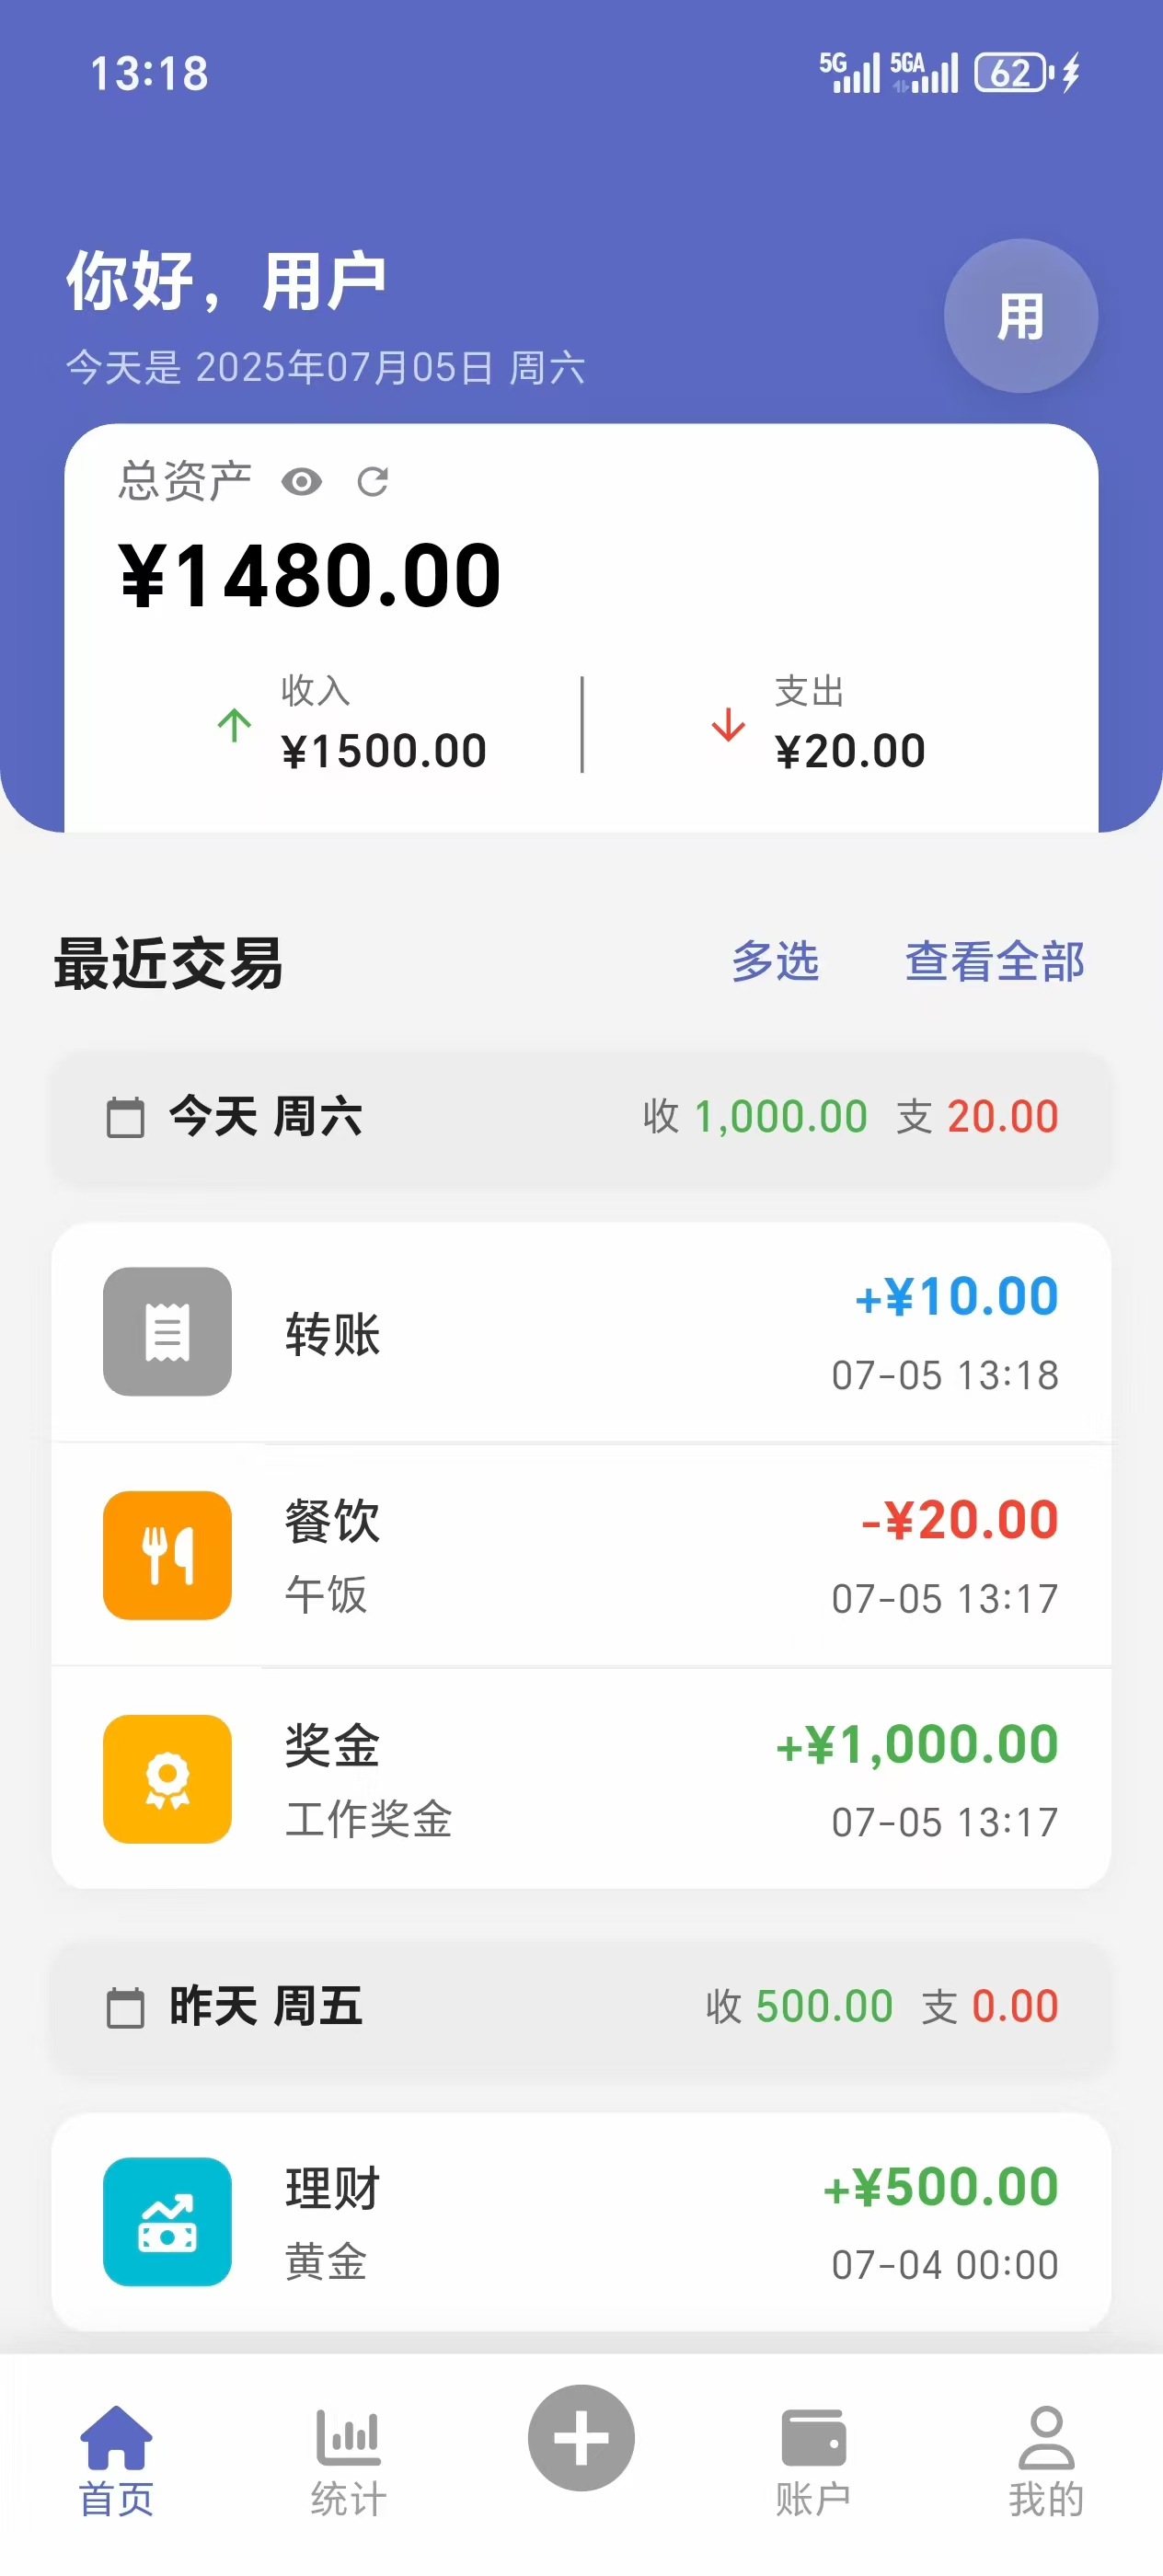 13:18 5G 5GA 62
你好，用户
用
今天是 2025年07月05日 周六
总资产
¥1480.00
收入 支出
¥1500.00 ¥20.00
最近交易 多选 查看全部
今天 周六 收 1,000.00 支 20.00
转账 +¥10.00
07-05 13:18
餐饮 -¥20.00
午饭 07-05 13:17
奖金 +¥1,000.00
工作奖金 07-05 13:17
昨天 周五 收 500.00 支 0.00
理财 +¥500.00
黄金 07-04 00:00
首页 统计 账户 我的